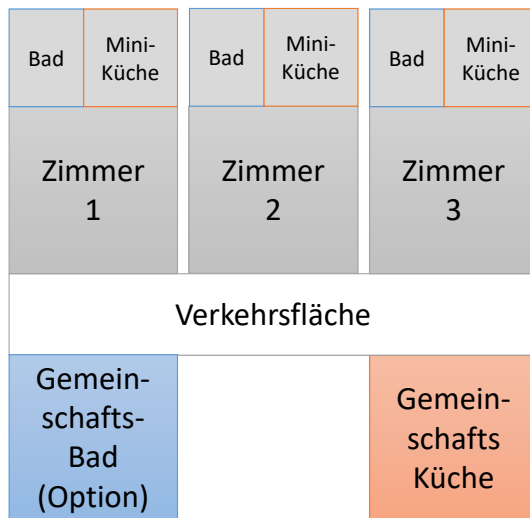 Bad
Mini-
Küche
Bad
Mini-
Küche
Bad
Mini-
Küche
Zimmer
1
Zimmer
2
Zimmer
3
Verkehrsfläche
Gemein-
schafts-
Bad
(Option)
Gemein-
schafts
Küche